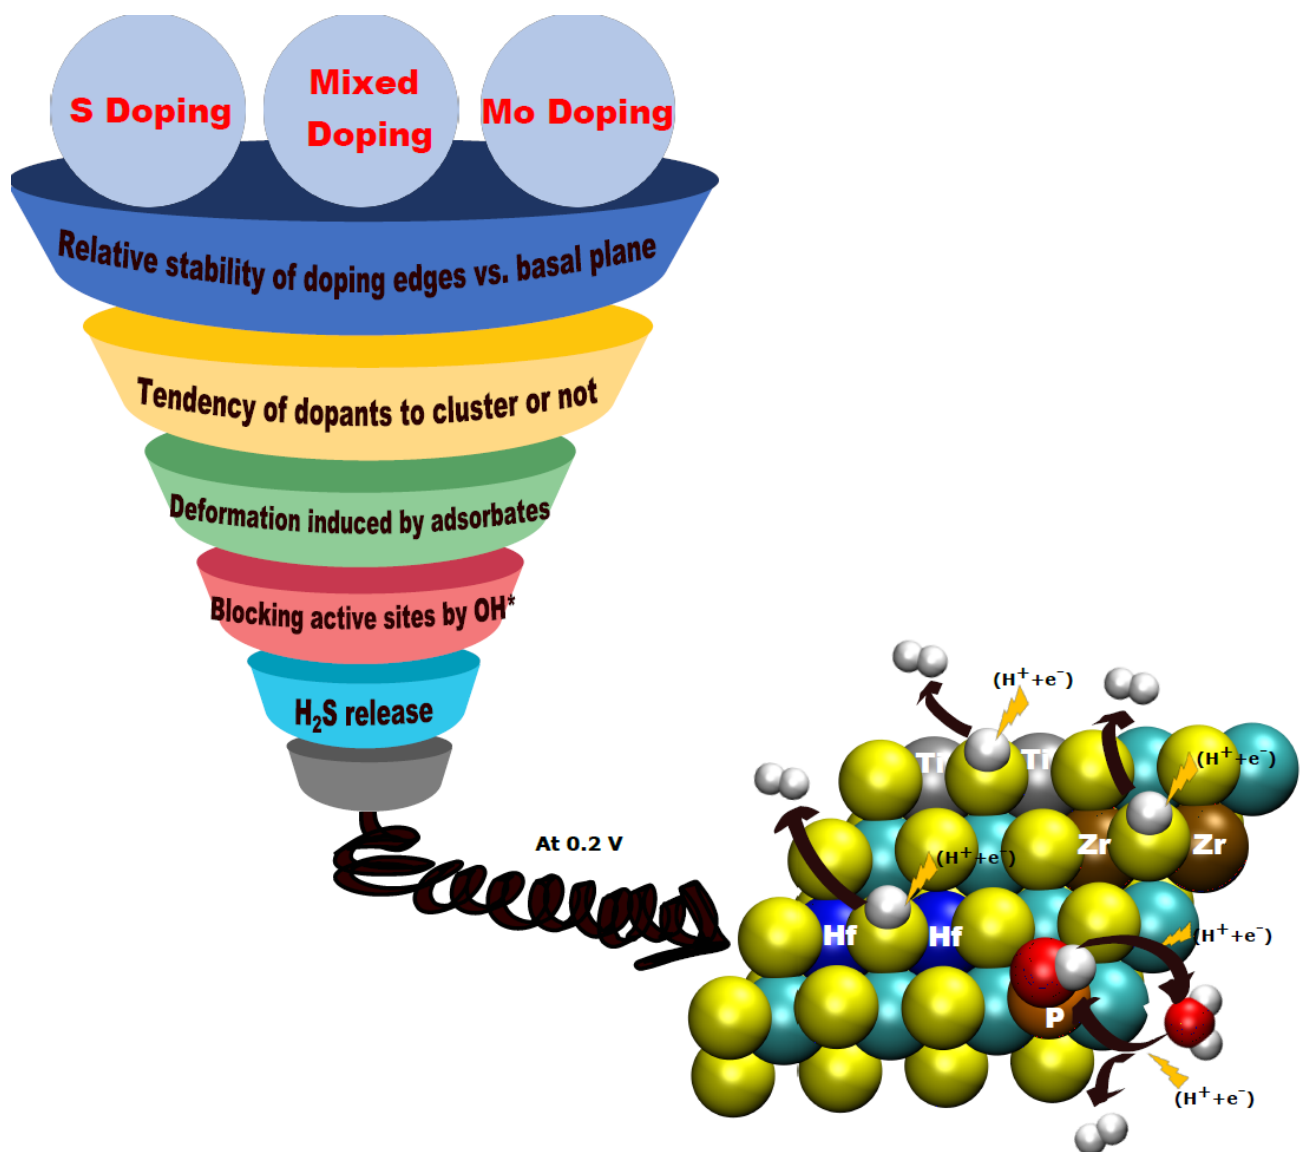 S Doping
Mixed
Doping
Mo Doping
Relative stability of doping edges vs. basal plane
Tendency of dopants to cluster or not
Deformation induced by adsorbates
Blocking active sites by OH*
H₂S release
At 0.2 V
(H⁺+e⁻)
(H⁺+e⁻)
Ti
Ti
Zr
Zr
(H⁺+e⁻)
Hf
Hf
(H⁺+e⁻)
P
(H⁺+e⁻)